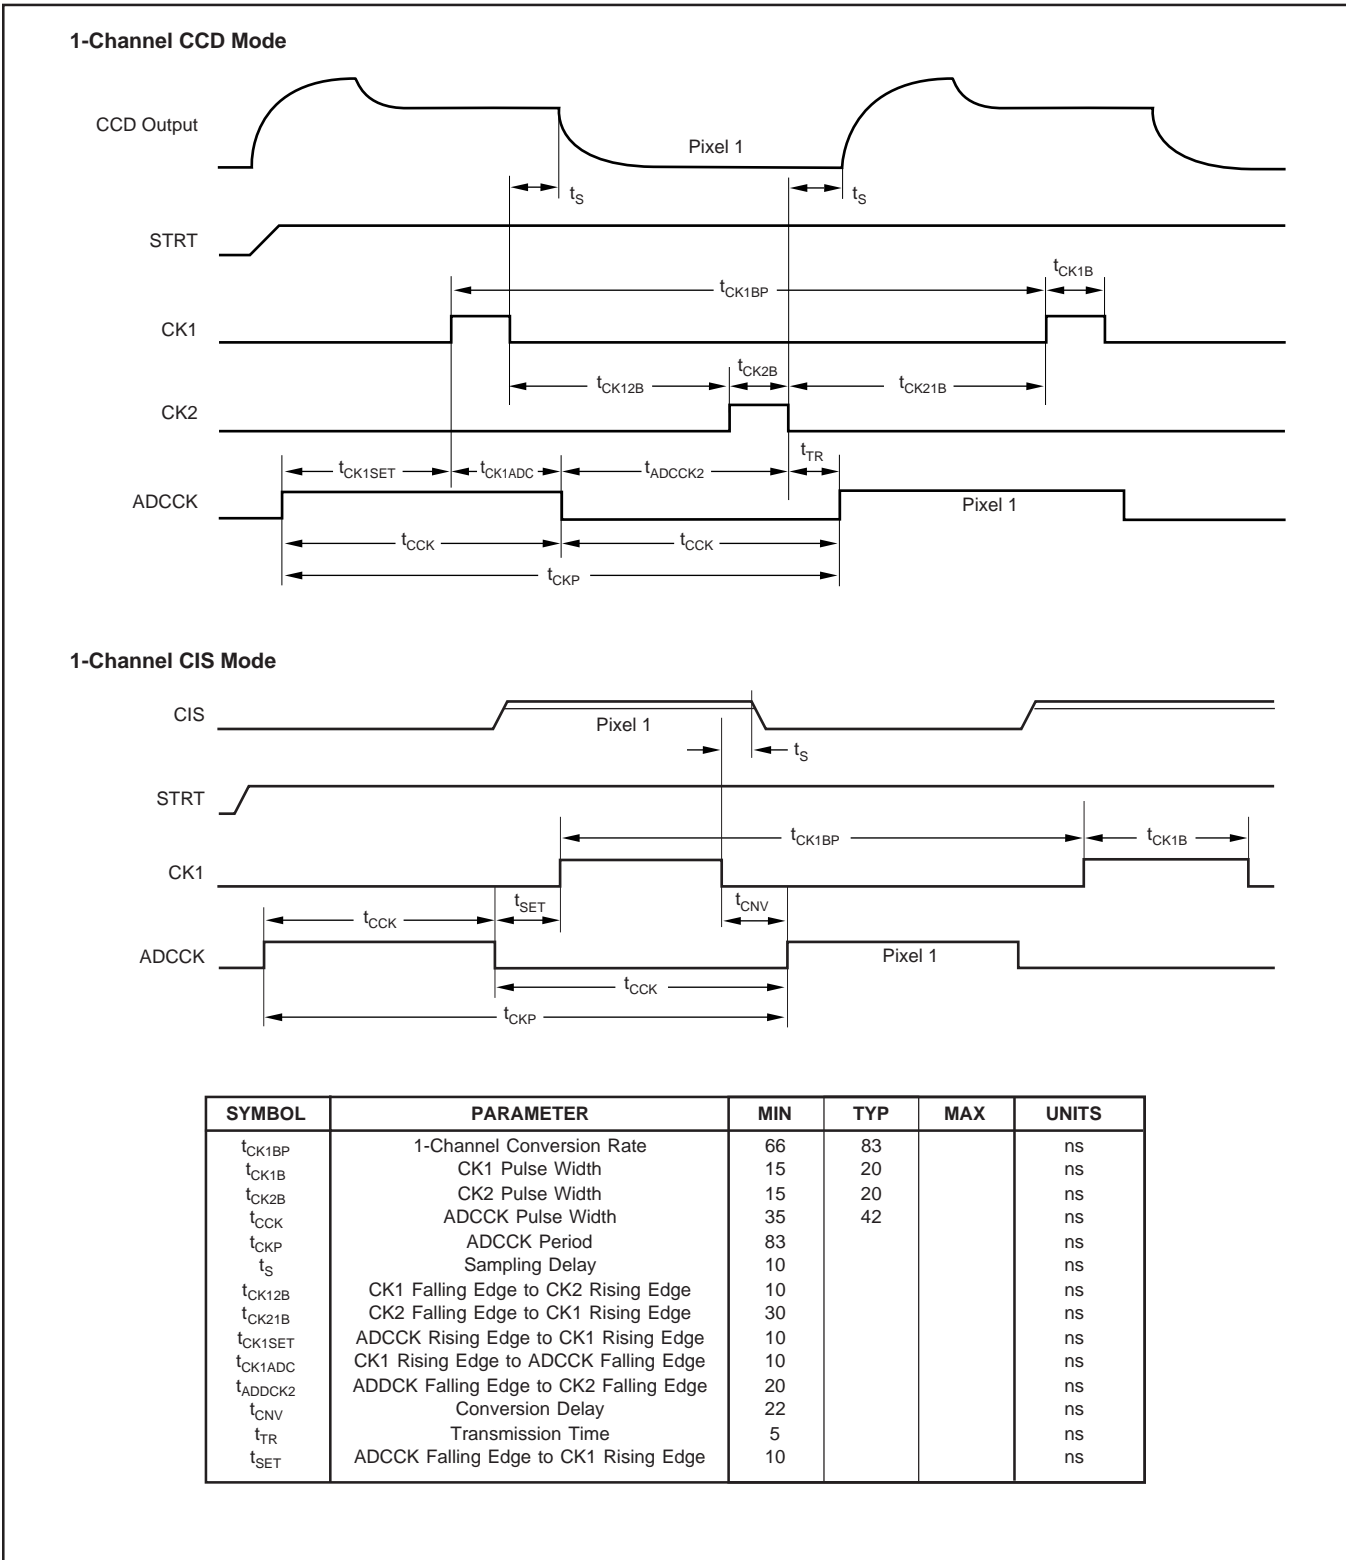 1-Channel CCD Mode
CCD Output
Pixel 1
tS
tS
STRT
tCK1B
tCK1BP
CK1
tCK2B
tCK12B
tCK21B
CK2
tTR
tCK1SET
tCK1ADC
tADCCK2
ADCCK
Pixel 1
tCCK
tCCK
tCKP
1-Channel CIS Mode
CIS
Pixel 1
tS
STRT
tCK1BP
tCK1B
CK1
tSET
tCNV
tCCK
ADCCK
Pixel 1
tCCK
tCKP
SYMBOL PARAMETER MIN TYP MAX UNITS
tCK1BP 1-Channel Conversion Rate 66 83 ns
tCK1B CK1 Pulse Width 15 20 ns
tCK2B CK2 Pulse Width 15 20 ns
tCCK ADCCK Pulse Width 35 42 ns
tCKP ADCCK Period 83 ns
tS Sampling Delay 10 ns
tCK12B CK1 Falling Edge to CK2 Rising Edge 10 ns
tCK21B CK2 Falling Edge to CK1 Rising Edge 30 ns
tCK1SET ADCCK Rising Edge to CK1 Rising Edge 10 ns
tCK1ADC CK1 Rising Edge to ADCCK Falling Edge 10 ns
tADDCK2 ADDCK Falling Edge to CK2 Falling Edge 20 ns
tCNV Conversion Delay 22 ns
tTR Transmission Time 5 ns
tSET ADCCK Falling Edge to CK1 Rising Edge 10 ns